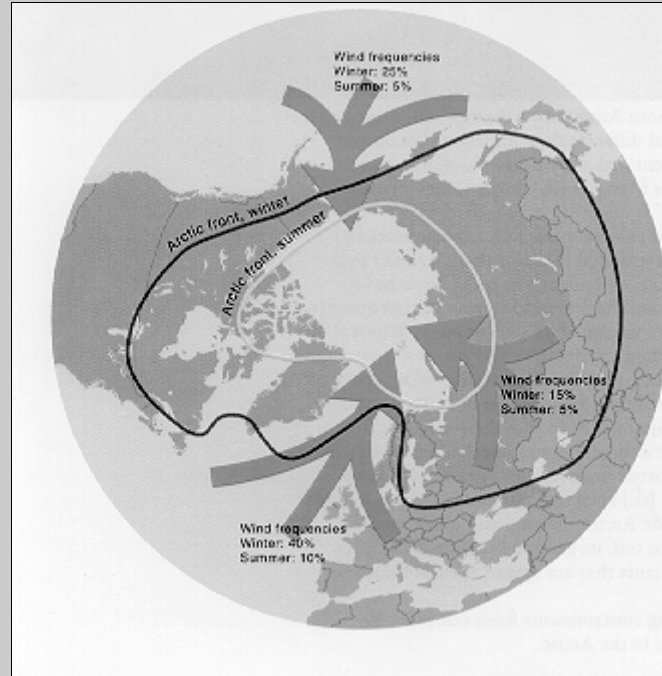 Wind frequencies
Winter: 25%
Summer: 5%
Arctic front, winter
Arctic front, summer
Wind frequencies
Winter: 15%
Summer: 5%
Wind frequencies
Winter: 40%
Summer: 10%